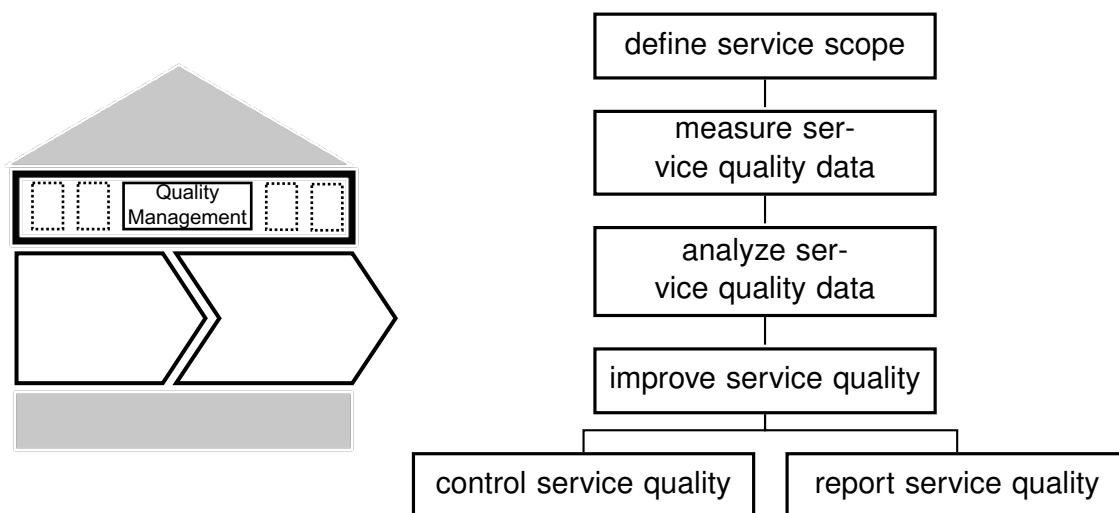 Quality
Management
define service scope
measure ser-
vice quality data
analyze ser-
vice quality data
improve service quality
control service quality
report service quality